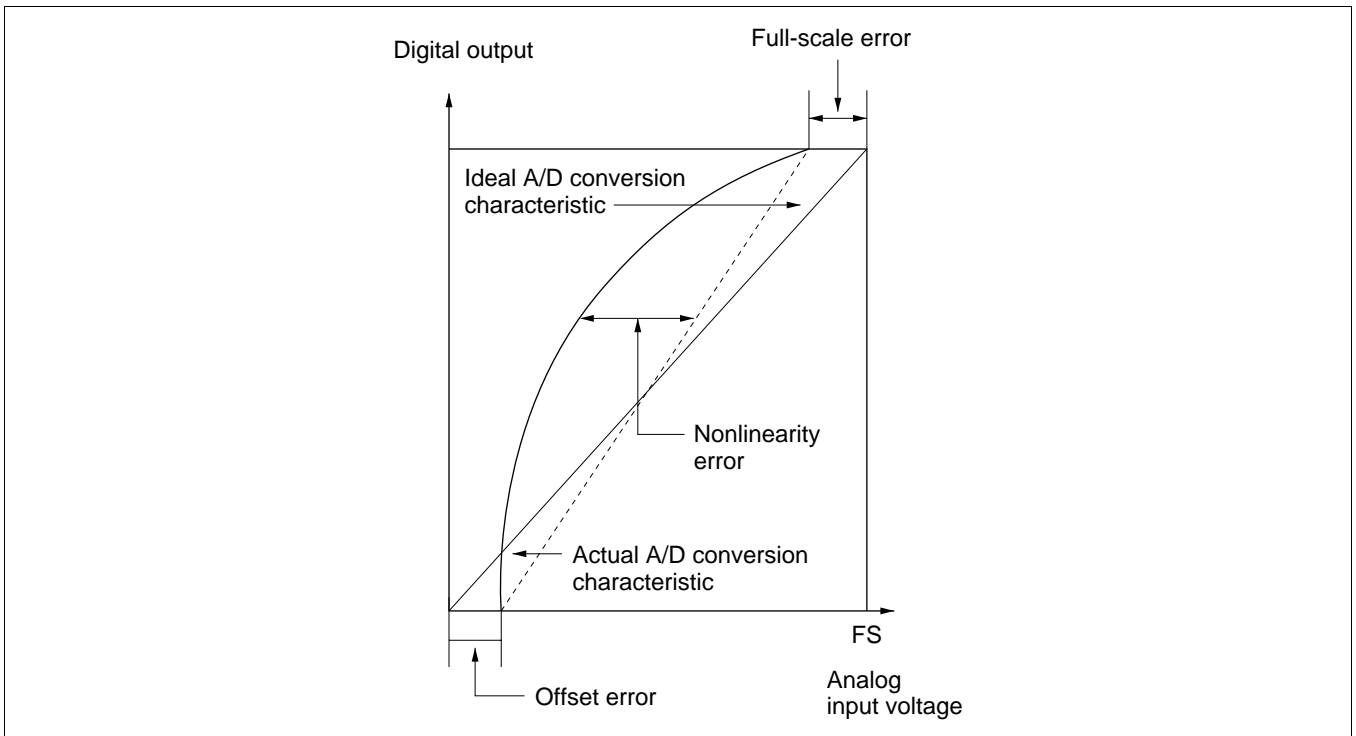 Full-scale error
Digital output
Ideal A/D conversion
characteristic
Nonlinearity
error
Actual A/D conversion
characteristic
FS
Offset error
Analog
input voltage